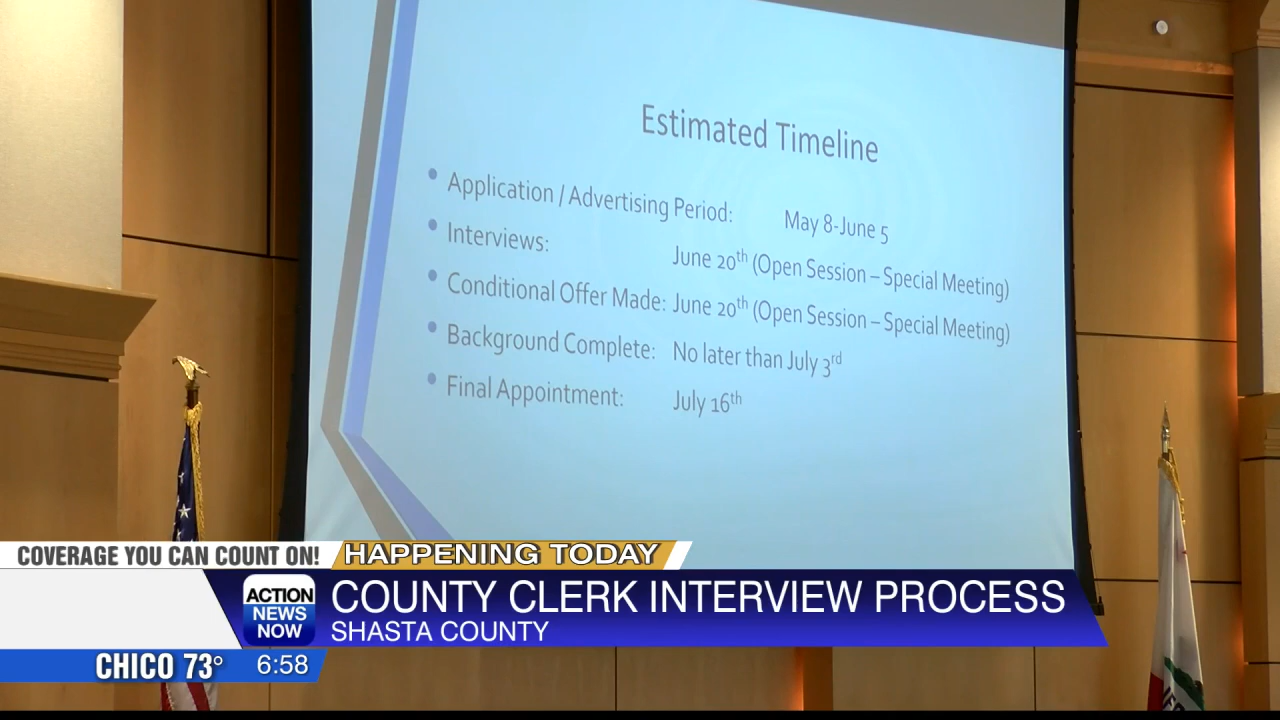 Estimated Timeline
• Application / Advertising Period: May 8-June 5
• Interviews: June 20th (Open Session – Special Meeting)
• Conditional Offer Made: June 20th (Open Session – Special Meeting)
• Background Complete: No later than July 3rd
• Final Appointment: July 16th
COVERAGE YOU CAN COUNT ON! HAPPENING TODAY
ACTION NEWS NOW
COUNTY CLERK INTERVIEW PROCESS
SHASTA COUNTY
CHICO 73° 6:58